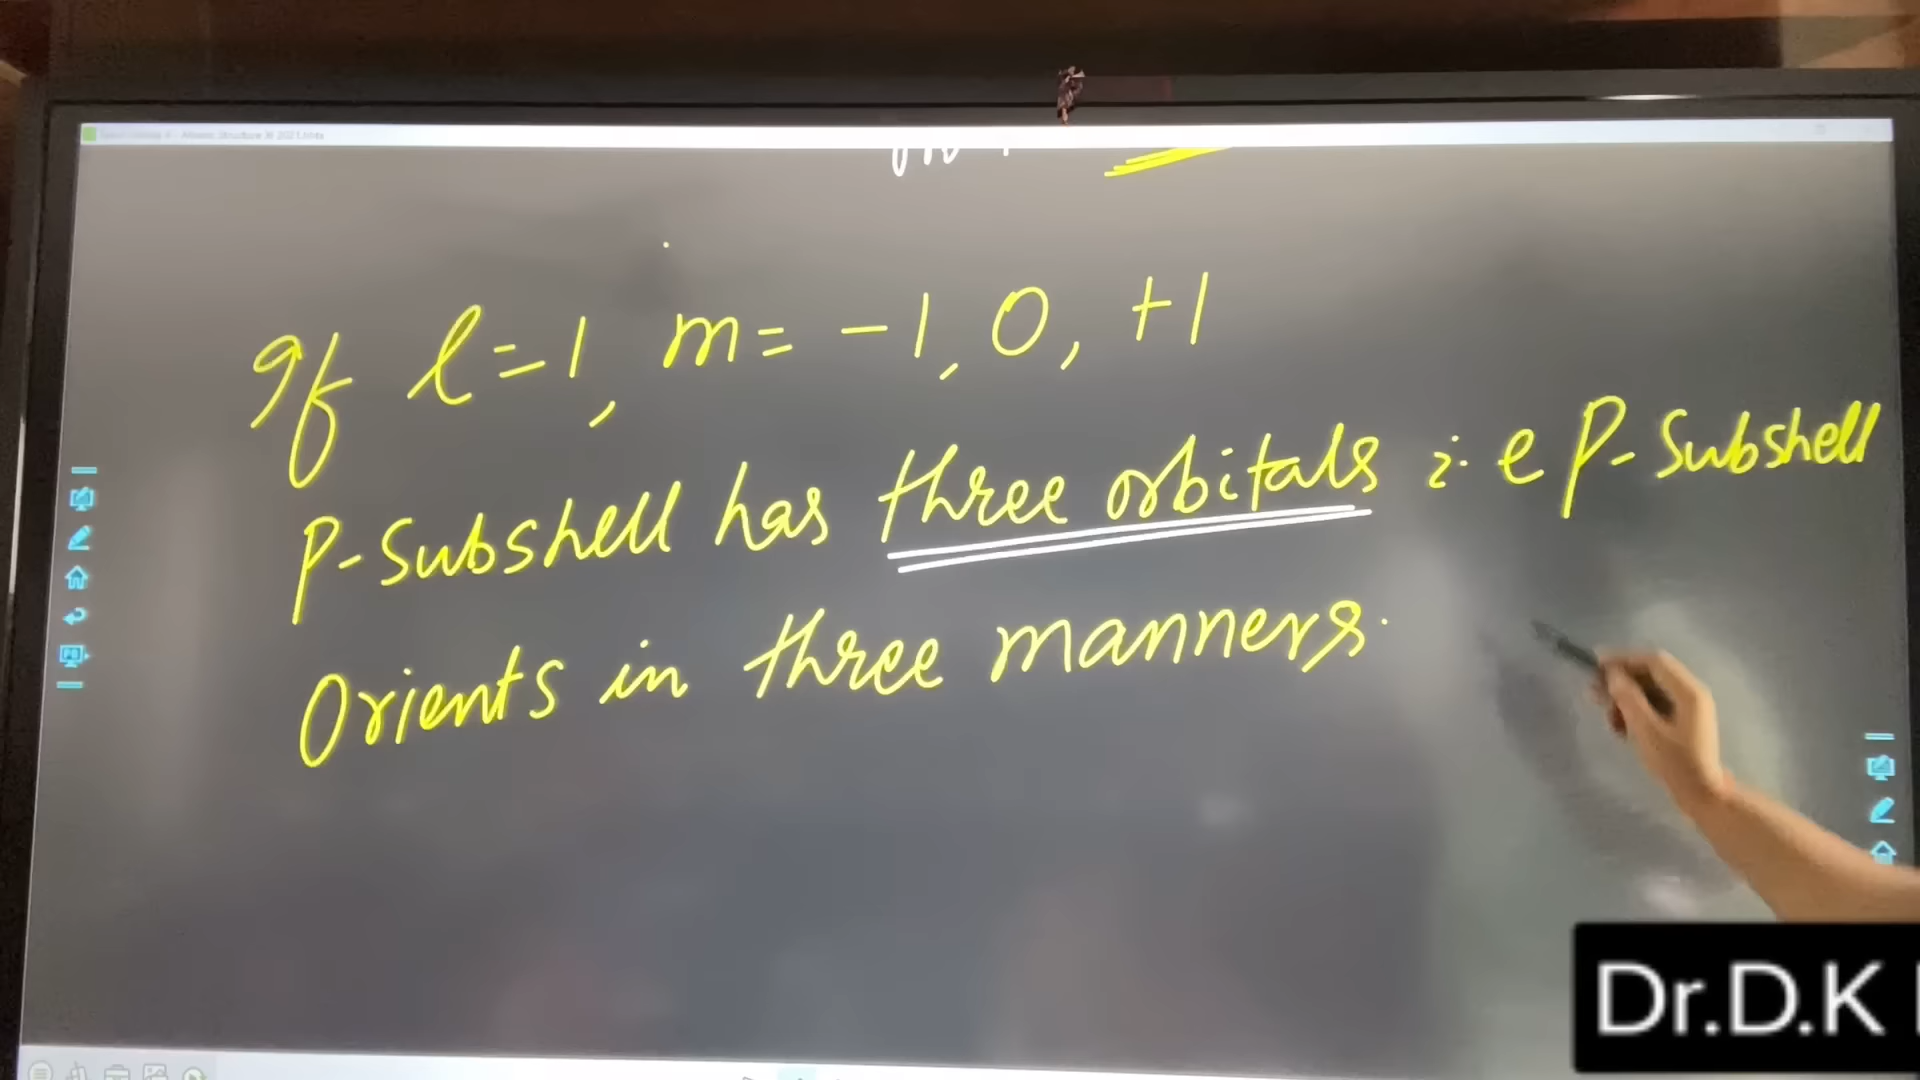 If l=1, m= -1, 0, +1
P-Subshell has three orbitals i.e P-Subshell
Orients in three manners.
Dr.D.K